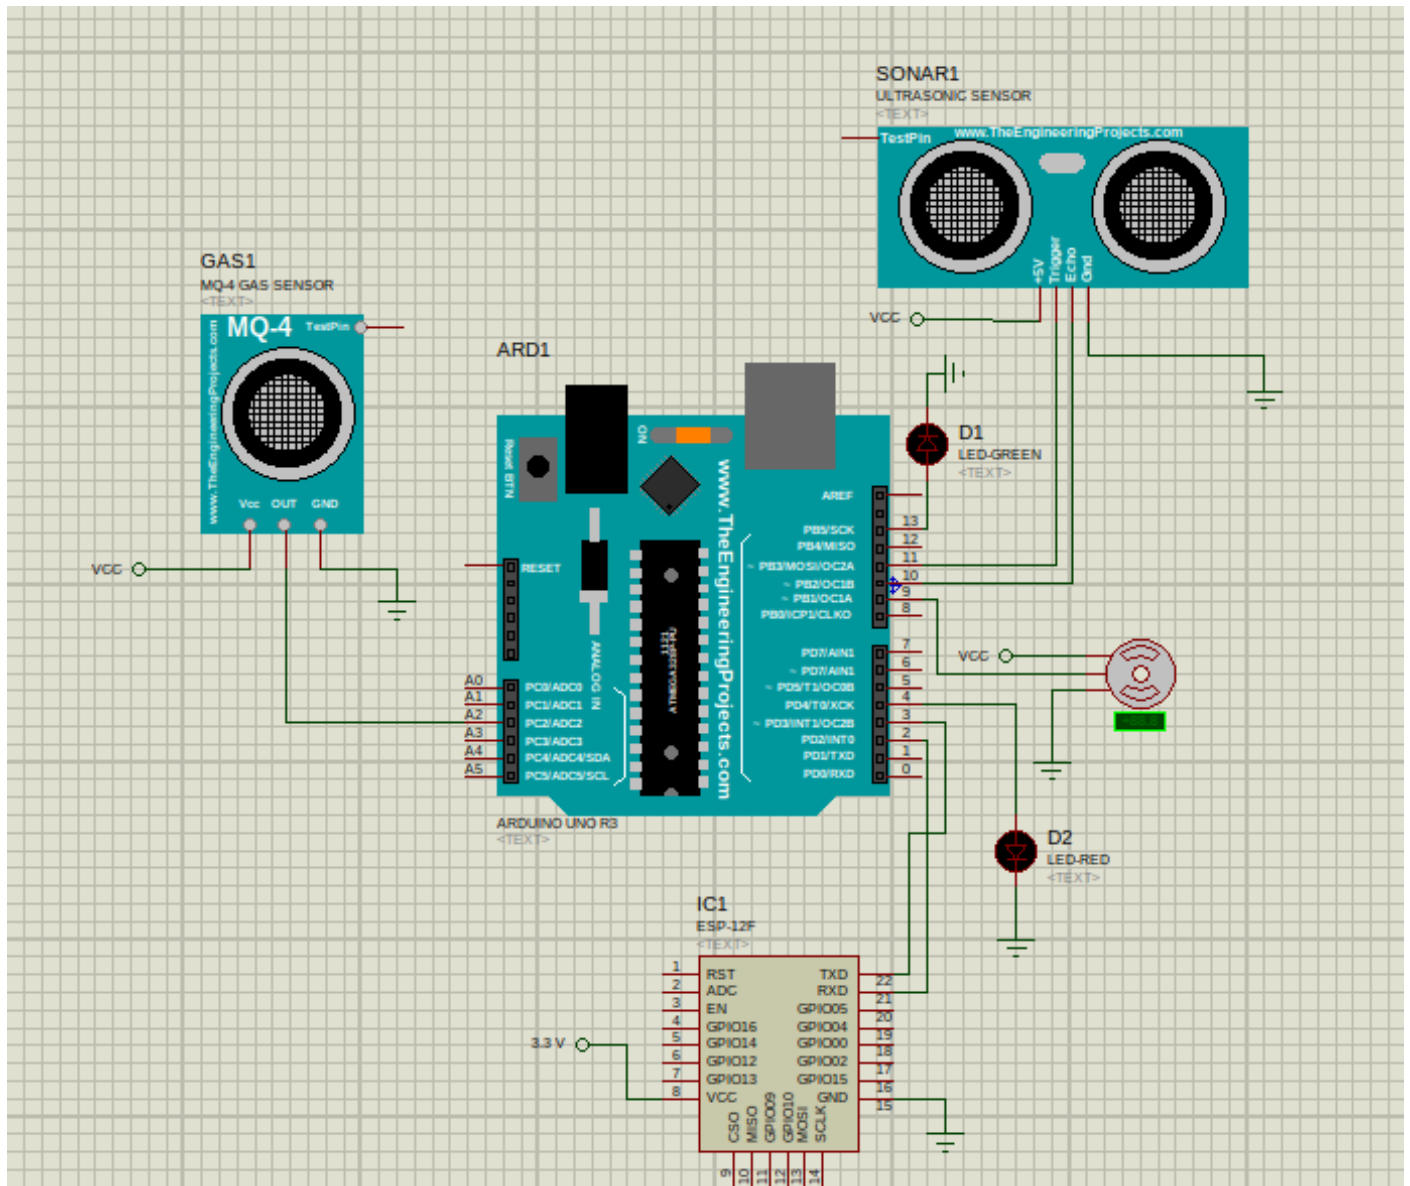 SONAR1
ULTRASONIC SENSOR
<TEXT>
TestPin
www.TheEngineeringProjects.com
+5V
Trigger
Echo
Gnd
VCC
GAS1
MQ-4 GAS SENSOR
<TEXT>
www.TheEngineeringProjects.com
MQ-4
TestPin
Vcc OUT GND
VCC
ARD1
Reset BTN
ON
www.TheEngineeringProjects.com
ANALOG IN
1121
ATMEGA328P-PU
RESET
A0 PC0/ADC0
A1 PC1/ADC1
A2 PC2/ADC2
A3 PC3/ADC3
A4 PC4/ADC4/SDA
A5 PC5/ADC5/SCL
AREF
PB5/SCK 13
PB4/MISO 12
~ PB3/MOSI/OC2A 11
~ PB2/OC1B 10
~ PB1/OC1A 9
PB0/ICP1/CLKO 8
PD7/AIN1 7
~ PD7/AIN1 6
~ PD5/T1/OC0B 5
PD4/T0/XCK 4
~ PD3/INT1/OC2B 3
PD2/INT0 2
PD1/TXD 1
PD0/RXD 0
ARDUINO UNO R3
<TEXT>
D1
LED-GREEN
<TEXT>
VCC
D2
LED-RED
<TEXT>
IC1
ESP-12F
<TEXT>
1 RST
2 ADC
3 EN
4 GPIO16
5 GPIO14
6 GPIO12
7 GPIO13
8 VCC
3.3 V
TXD 22
RXD 21
GPIO05 20
GPIO04 19
GPIO00 18
GPIO02 17
GPIO15 16
GND 15
CSO
MISO
GPIO09
GPIO10
MOSI
SCLK
9
10
11
12
13
14